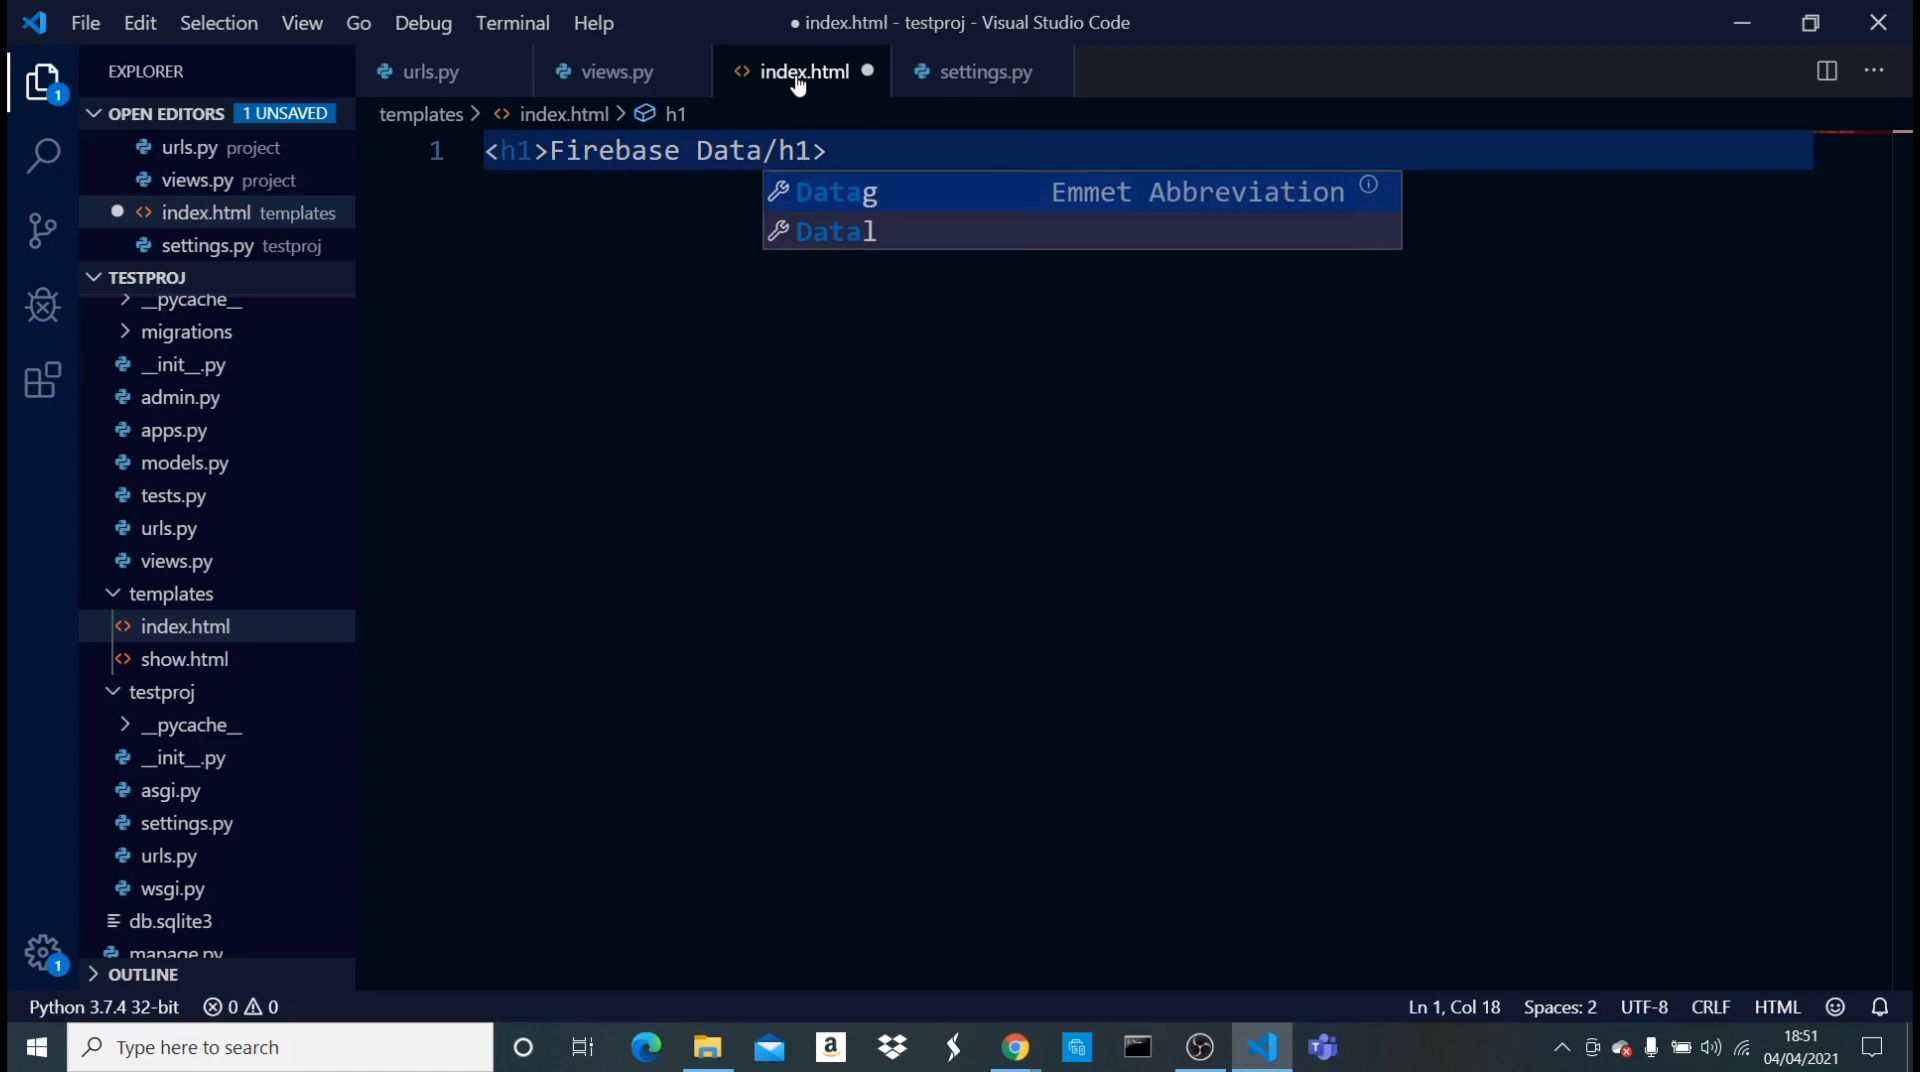 File Edit Selection View Go Debug Terminal Help
● index.html - testproj - Visual Studio Code
EXPLORER
urls.py
views.py
index.html
settings.py
1
OPEN EDITORS 1 UNSAVED
urls.py project
views.py project
index.html templates
settings.py testproj
templates > index.html > h1
1 <h1>Firebase Data/h1>
Datag Emmet Abbreviation
Datal
TESTPROJ
__pycache__
migrations
__init__.py
admin.py
apps.py
models.py
tests.py
urls.py
views.py
templates
index.html
show.html
testproj
__pycache__
__init__.py
asgi.py
settings.py
urls.py
wsgi.py
db.sqlite3
manage.py
OUTLINE
1
Python 3.7.4 32-bit 0 0
Ln 1, Col 18 Spaces: 2 UTF-8 CRLF HTML
Type here to search
a
18:51
04/04/2021